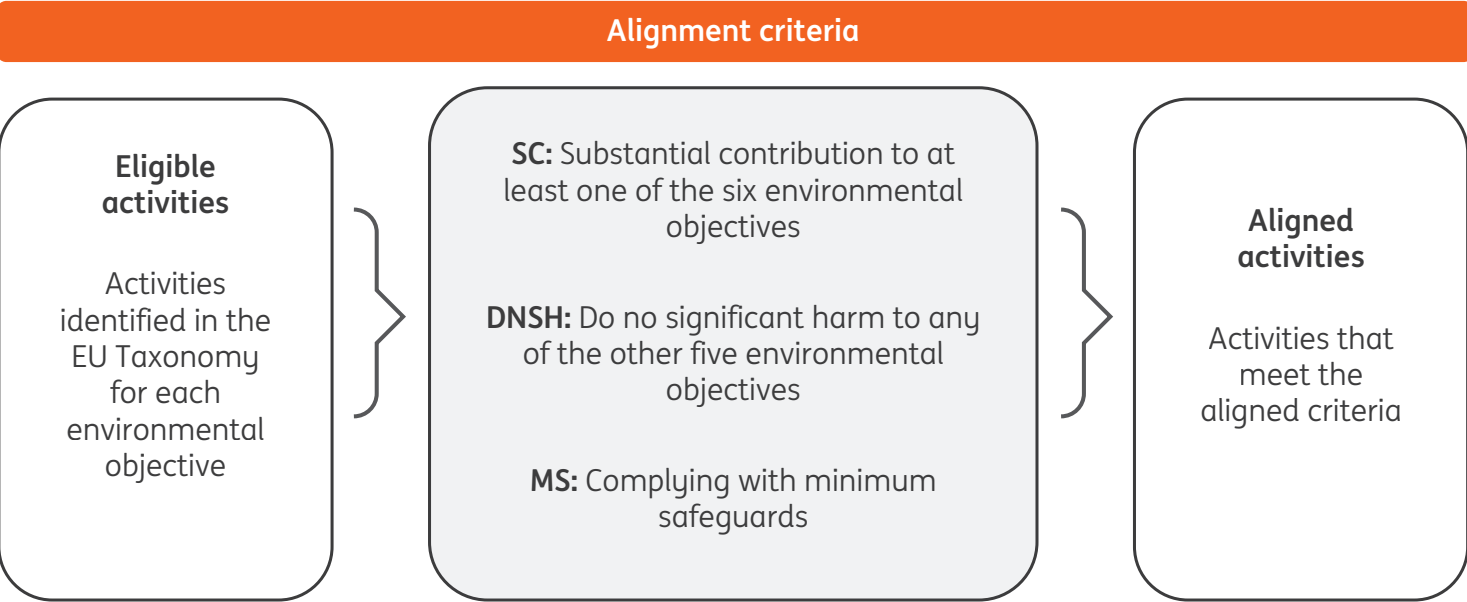 Alignment criteria
Eligible
activities
Activities
identified in the
EU Taxonomy
for each
environmental
objective
SC: Substantial contribution to at
least one of the six environmental
objectives
DNSH: Do no significant harm to any
of the other five environmental
objectives
MS: Complying with minimum
safeguards
Aligned
activities
Activities that
meet the
aligned criteria